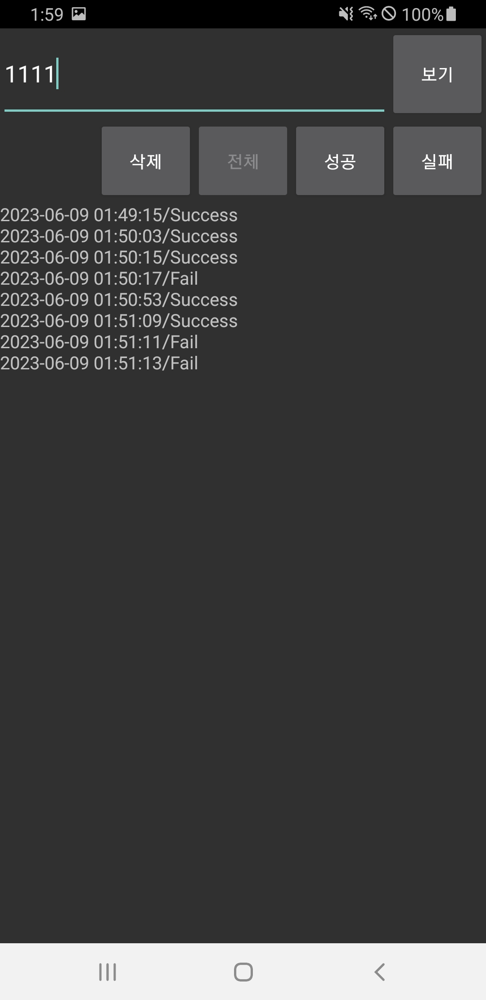 1:59 100%
1111 보기
삭제 전체 성공 실패
2023-06-09 01:49:15/Success
2023-06-09 01:50:03/Success
2023-06-09 01:50:15/Success
2023-06-09 01:50:17/Fail
2023-06-09 01:50:53/Success
2023-06-09 01:51:09/Success
2023-06-09 01:51:11/Fail
2023-06-09 01:51:13/Fail